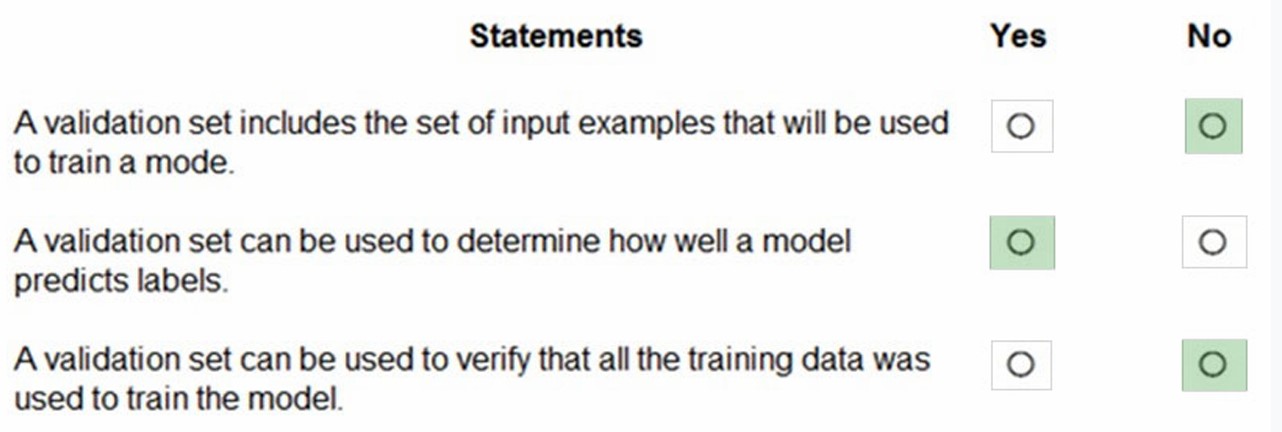 Statements Yes No
A validation set includes the set of input examples that will be used
to train a mode.
A validation set can be used to determine how well a model
predicts labels.
A validation set can be used to verify that all the training data was
used to train the model.